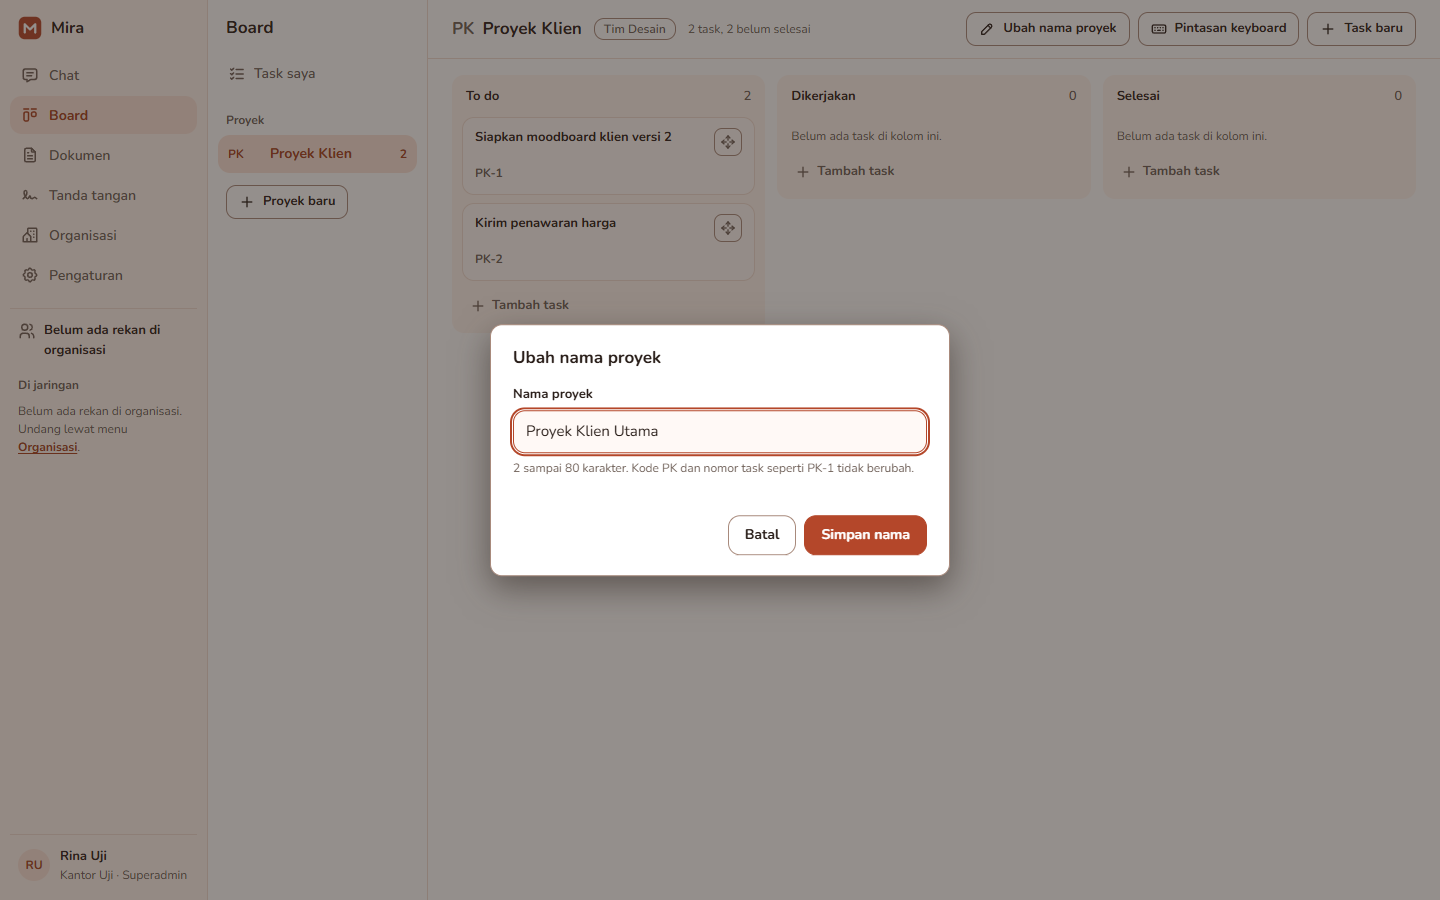 Mira
Chat
Board
Dokumen
Tanda tangan
Organisasi
Pengaturan
Belum ada rekan di
organisasi
Di jaringan
Belum ada rekan di organisasi.
Undang lewat menu
Organisasi.
RU
Rina Uji
Kantor Uji · Superadmin
Board
Task saya
Proyek
PK Proyek Klien 2
Proyek baru
PK Proyek Klien Tim Desain 2 task, 2 belum selesai
Ubah nama proyek
Pintasan keyboard
Task baru
To do 2
Siapkan moodboard klien versi 2
PK-1
Kirim penawaran harga
PK-2
Tambah task
Dikerjakan 0
Belum ada task di kolom ini.
Tambah task
Selesai 0
Belum ada task di kolom ini.
Tambah task
Ubah nama proyek
Nama proyek
Proyek Klien Utama
2 sampai 80 karakter. Kode PK dan nomor task seperti PK-1 tidak berubah.
Batal
Simpan nama